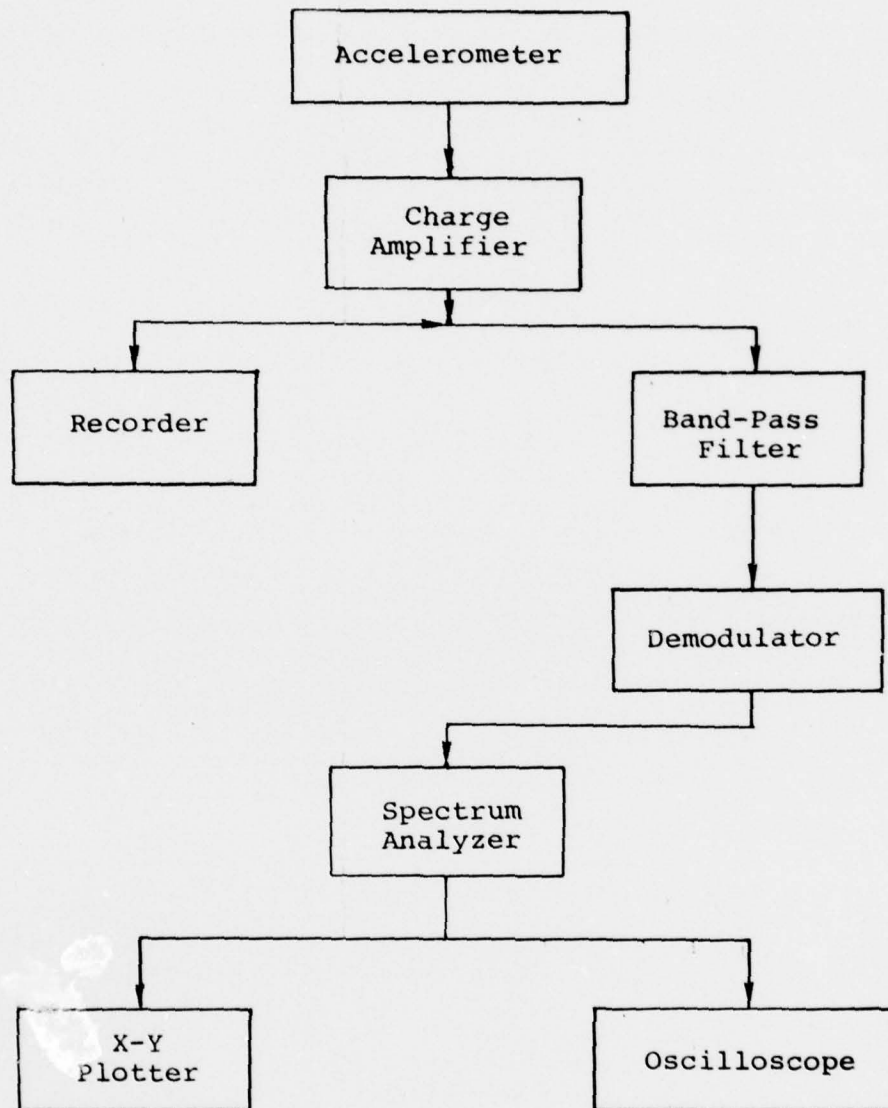 Accelerometer
Charge
Amplifier
Recorder
Band-Pass
Filter
Demodulator
Spectrum
Analyzer
X-Y
Plotter
Oscilloscope